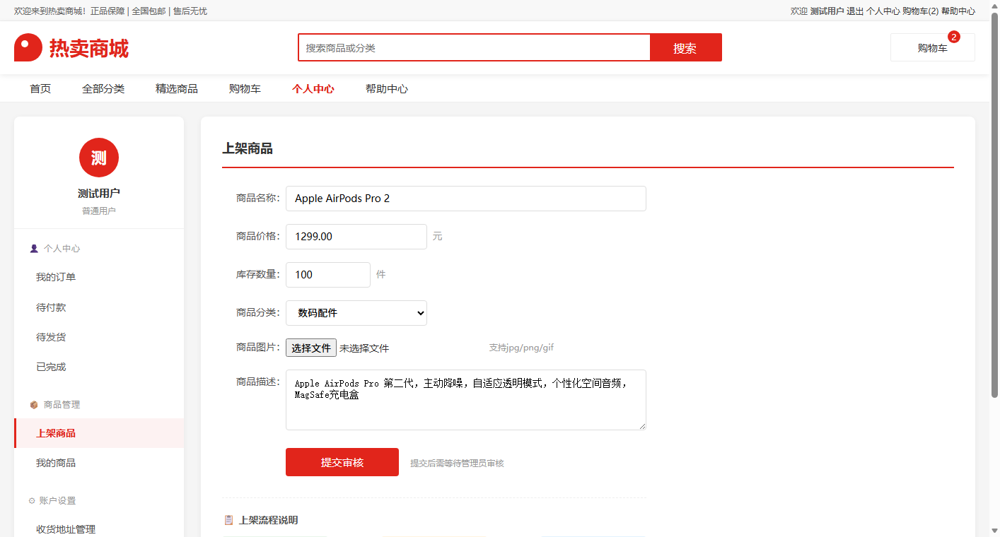 欢迎来到热卖商城！正品保障 | 全国包邮 | 售后无忧
欢迎 测试用户 退出 个人中心 购物车(2) 帮助中心
热卖商城
搜索商品或分类
搜索
购物车
2
首页 全部分类 精选商品 购物车 个人中心 帮助中心
测
测试用户
普通用户
个人中心
我的订单
待付款
待发货
已完成
商品管理
上架商品
我的商品
账户设置
收货地址管理
上架商品
商品名称： Apple AirPods Pro 2
商品价格： 1299.00 元
库存数量： 100 件
商品分类： 数码配件
商品图片： 选择文件 未选择文件 支持jpg/png/gif
商品描述： Apple AirPods Pro 第二代，主动降噪，自适应透明模式，个性化空间音频，
MagSafe充电盒
提交审核 提交后需等待管理员审核
上架流程说明